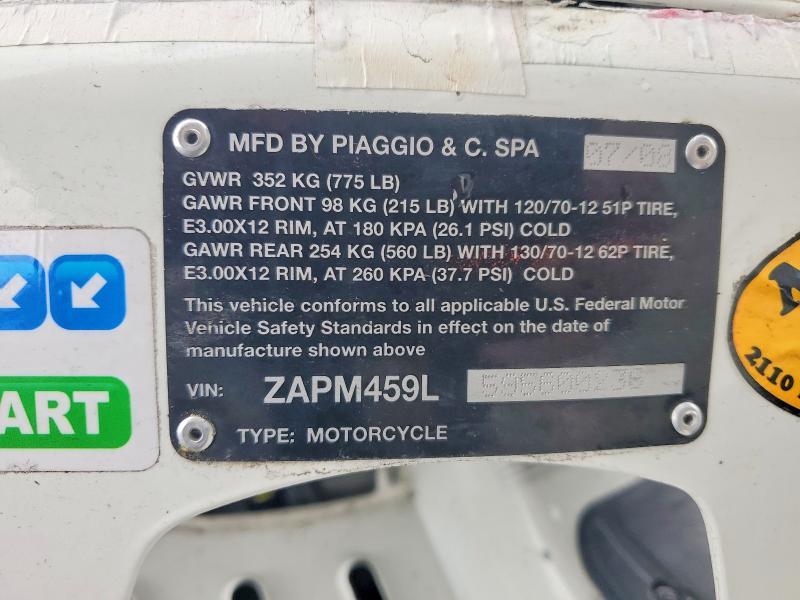 MFD BY PIAGGIO & C. SPA 07/08
GVWR 352 KG (775 LB)
GAWR FRONT 98 KG (215 LB) WITH 120/70-12 51P TIRE,
E3.00X12 RIM, AT 180 KPA (26.1 PSI) COLD
GAWR REAR 254 KG (560 LB) WITH 130/70-12 62P TIRE,
E3.00X12 RIM, AT 260 KPA (37.7 PSI) COLD
This vehicle conforms to all applicable U.S. Federal Motor
Vehicle Safety Standards in effect on the date of
manufacture shown above
VIN: ZAPM459L
TYPE: MOTORCYCLE
ART
2110